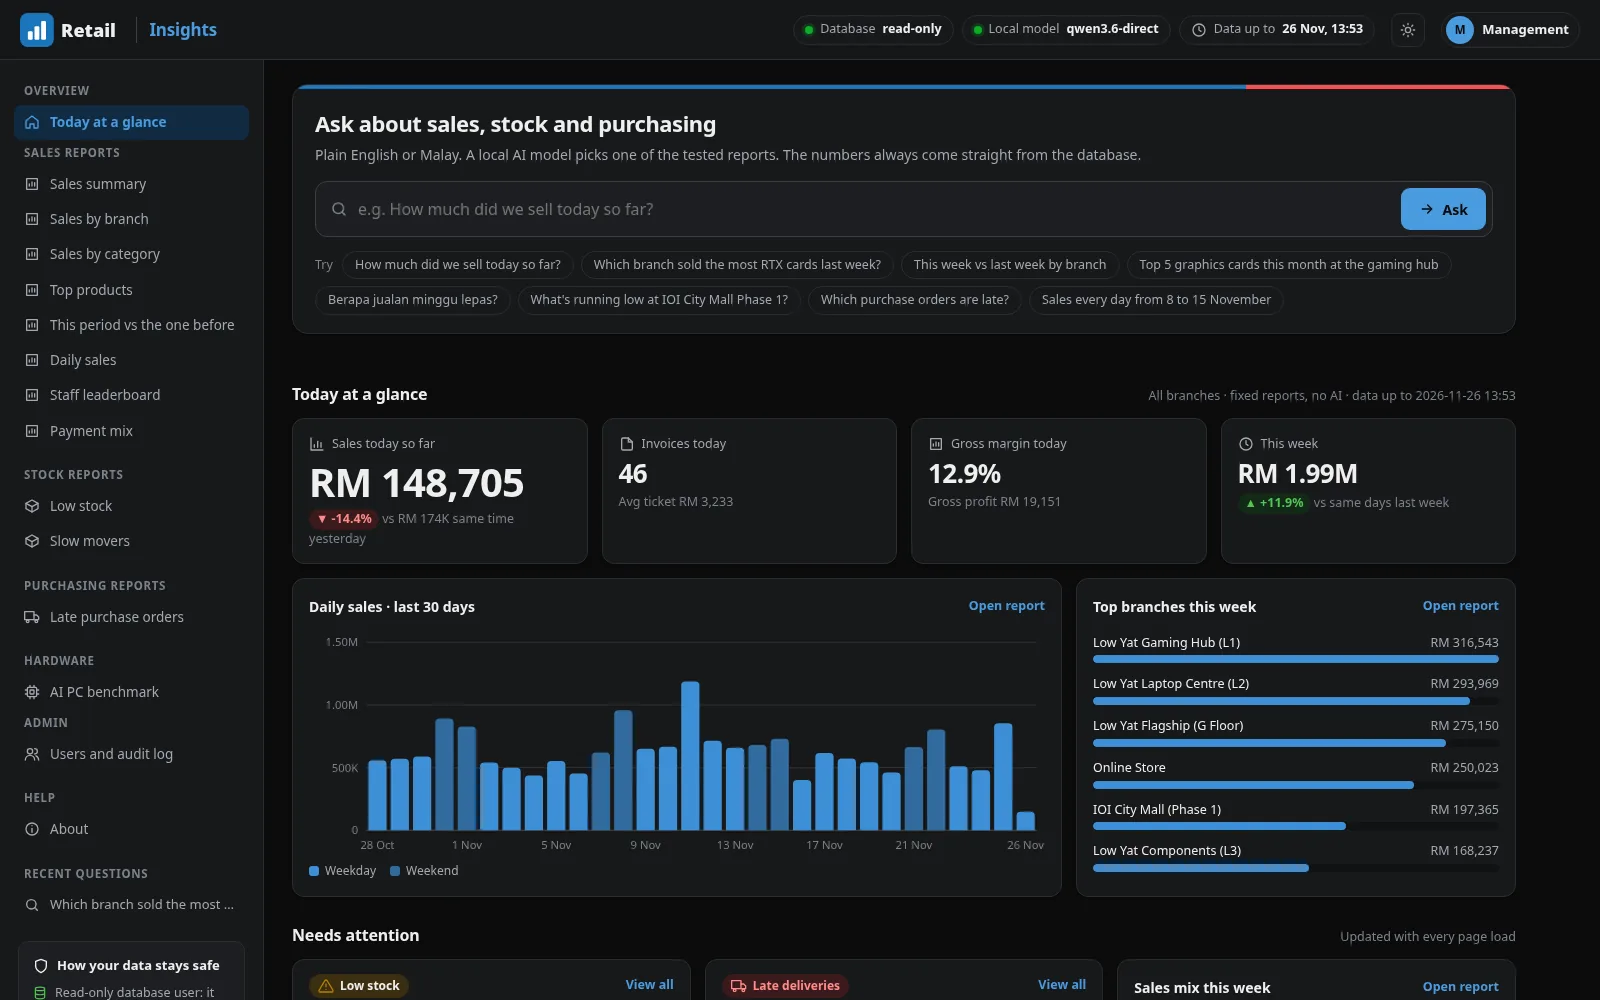 Retail
Insights
Database read-only
Local model qwen3.6-direct
Data up to 26 Nov, 13:53
M
Management
OVERVIEW
Today at a glance
SALES REPORTS
Sales summary
Sales by branch
Sales by category
Top products
This period vs the one before
Daily sales
Staff leaderboard
Payment mix
STOCK REPORTS
Low stock
Slow movers
PURCHASING REPORTS
Late purchase orders
HARDWARE
AI PC benchmark
ADMIN
Users and audit log
HELP
About
RECENT QUESTIONS
Which branch sold the most ...
How your data stays safe
Read-only database user: it
Ask about sales, stock and purchasing
Plain English or Malay. A local AI model picks one of the tested reports. The numbers always come straight from the database.
e.g. How much did we sell today so far?
Ask
Try
How much did we sell today so far?
Which branch sold the most RTX cards last week?
This week vs last week by branch
Top 5 graphics cards this month at the gaming hub
Berapa jualan minggu lepas?
What's running low at IOI City Mall Phase 1?
Which purchase orders are late?
Sales every day from 8 to 15 November
Today at a glance
All branches · fixed reports, no AI · data up to 2026-11-26 13:53
Sales today so far
RM 148,705
▼ -14.4% vs RM 174K same time
yesterday
Invoices today
46
Avg ticket RM 3,233
Gross margin today
12.9%
Gross profit RM 19,151
This week
RM 1.99M
▲ +11.9% vs same days last week
Daily sales · last 30 days
Open report
1.50M
1.00M
500K
0
28 Oct
1 Nov
5 Nov
9 Nov
13 Nov
17 Nov
21 Nov
26 Nov
Weekday
Weekend
Top branches this week
Open report
Low Yat Gaming Hub (L1)
RM 316,543
Low Yat Laptop Centre (L2)
RM 293,969
Low Yat Flagship (G Floor)
RM 275,150
Online Store
RM 250,023
IOI City Mall (Phase 1)
RM 197,365
Low Yat Components (L3)
RM 168,237
Needs attention
Updated with every page load
Low stock
View all
Late deliveries
View all
Sales mix this week
Open report